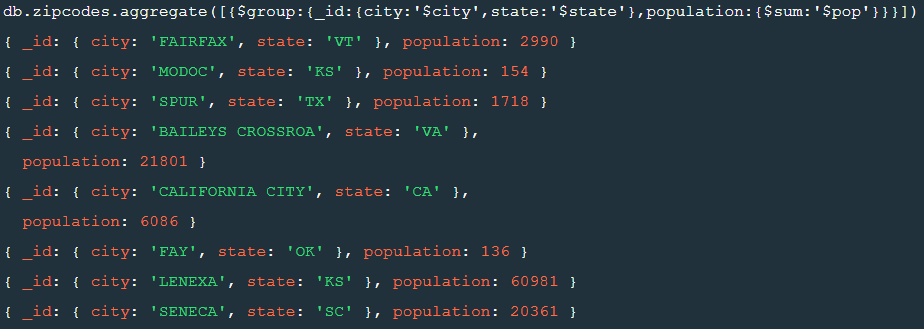 db.zipcodes.aggregate([{$group:{_id:{city:'$city',state:'$state'},population:{$sum:'$pop'}}}])
{ _id: { city: 'FAIRFAX', state: 'VT' }, population: 2990 }
{ _id: { city: 'MODOC', state: 'KS' }, population: 154 }
{ _id: { city: 'SPUR', state: 'TX' }, population: 1718 }
{ _id: { city: 'BAILEYS CROSSROA', state: 'VA' },
  population: 21801 }
{ _id: { city: 'CALIFORNIA CITY', state: 'CA' },
  population: 6086 }
{ _id: { city: 'FAY', state: 'OK' }, population: 136 }
{ _id: { city: 'LENEXA', state: 'KS' }, population: 60981 }
{ _id: { city: 'SENECA', state: 'SC' }, population: 20361 }